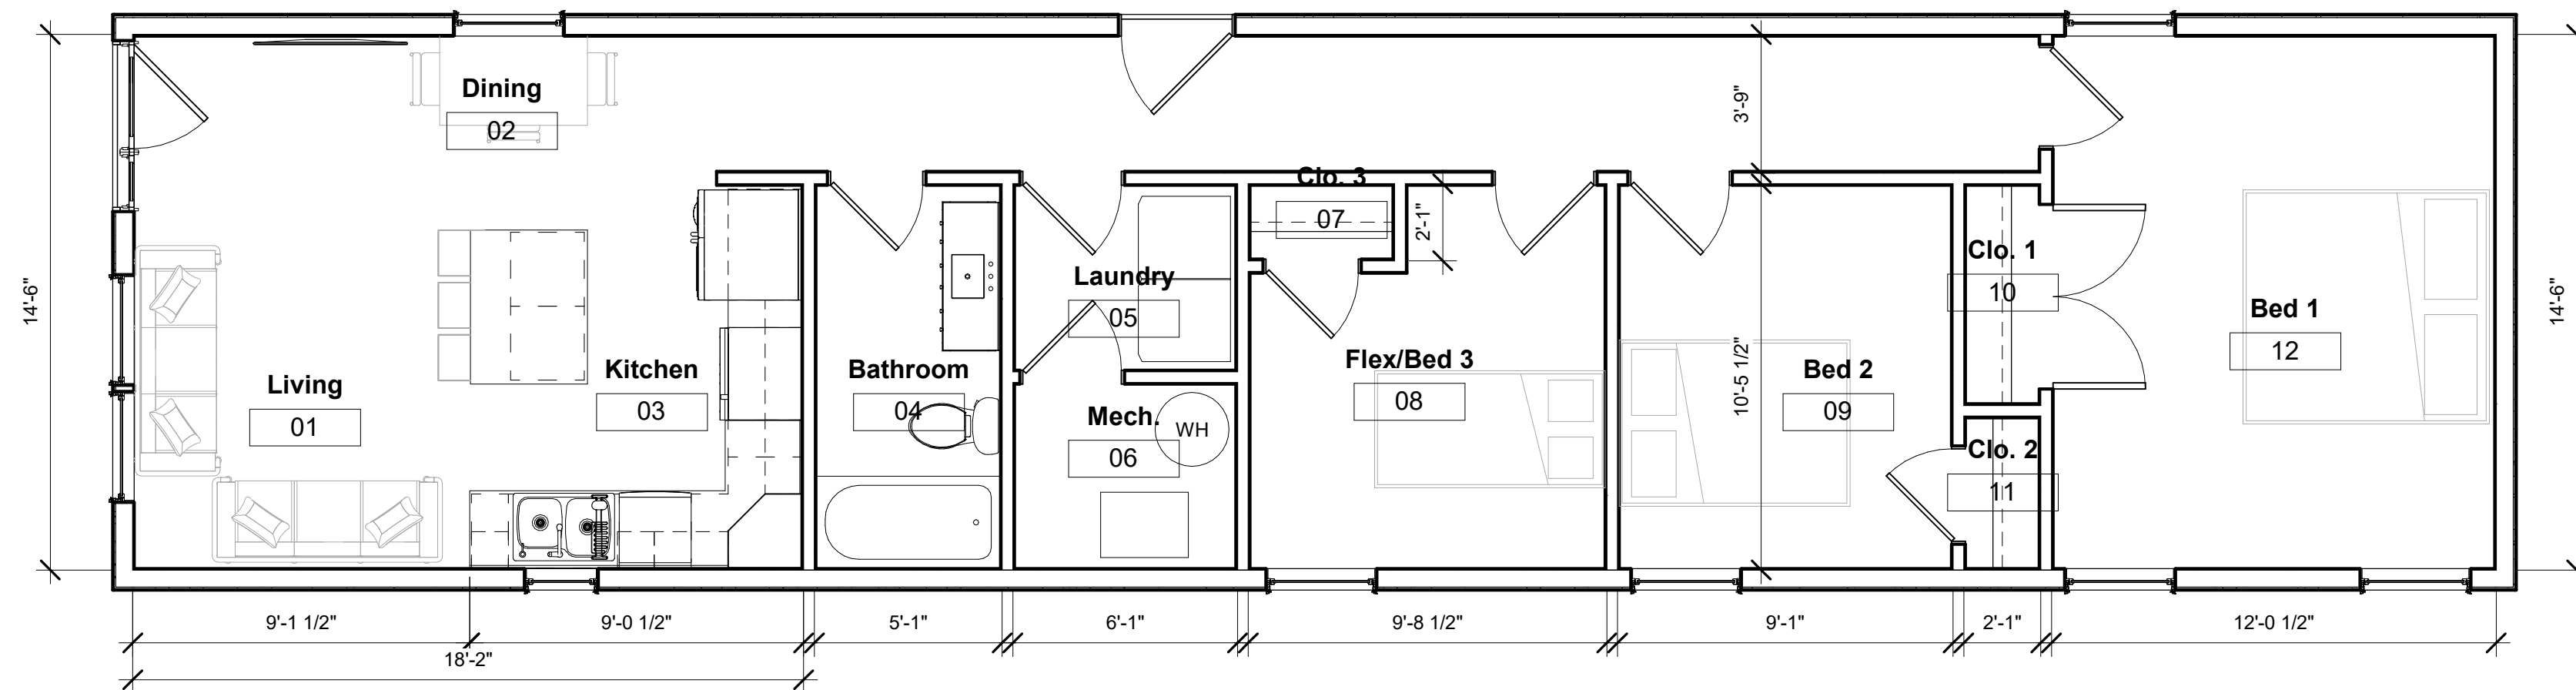 Dining
02
3'-9"
14'-6"
Clo. 3
07
2'-1"
Laundry
05
Clo. 1
10
Bed 1
12
14'-6"
Living
01
Kitchen
03
Bathroom
04
Mech.
06
WH
Flex/Bed 3
08
10'-5 1/2"
Bed 2
09
Clo. 2
11
9'-1 1/2"
9'-0 1/2"
5'-1"
6'-1"
9'-8 1/2"
9'-1"
2'-1"
12'-0 1/2"
18'-2"